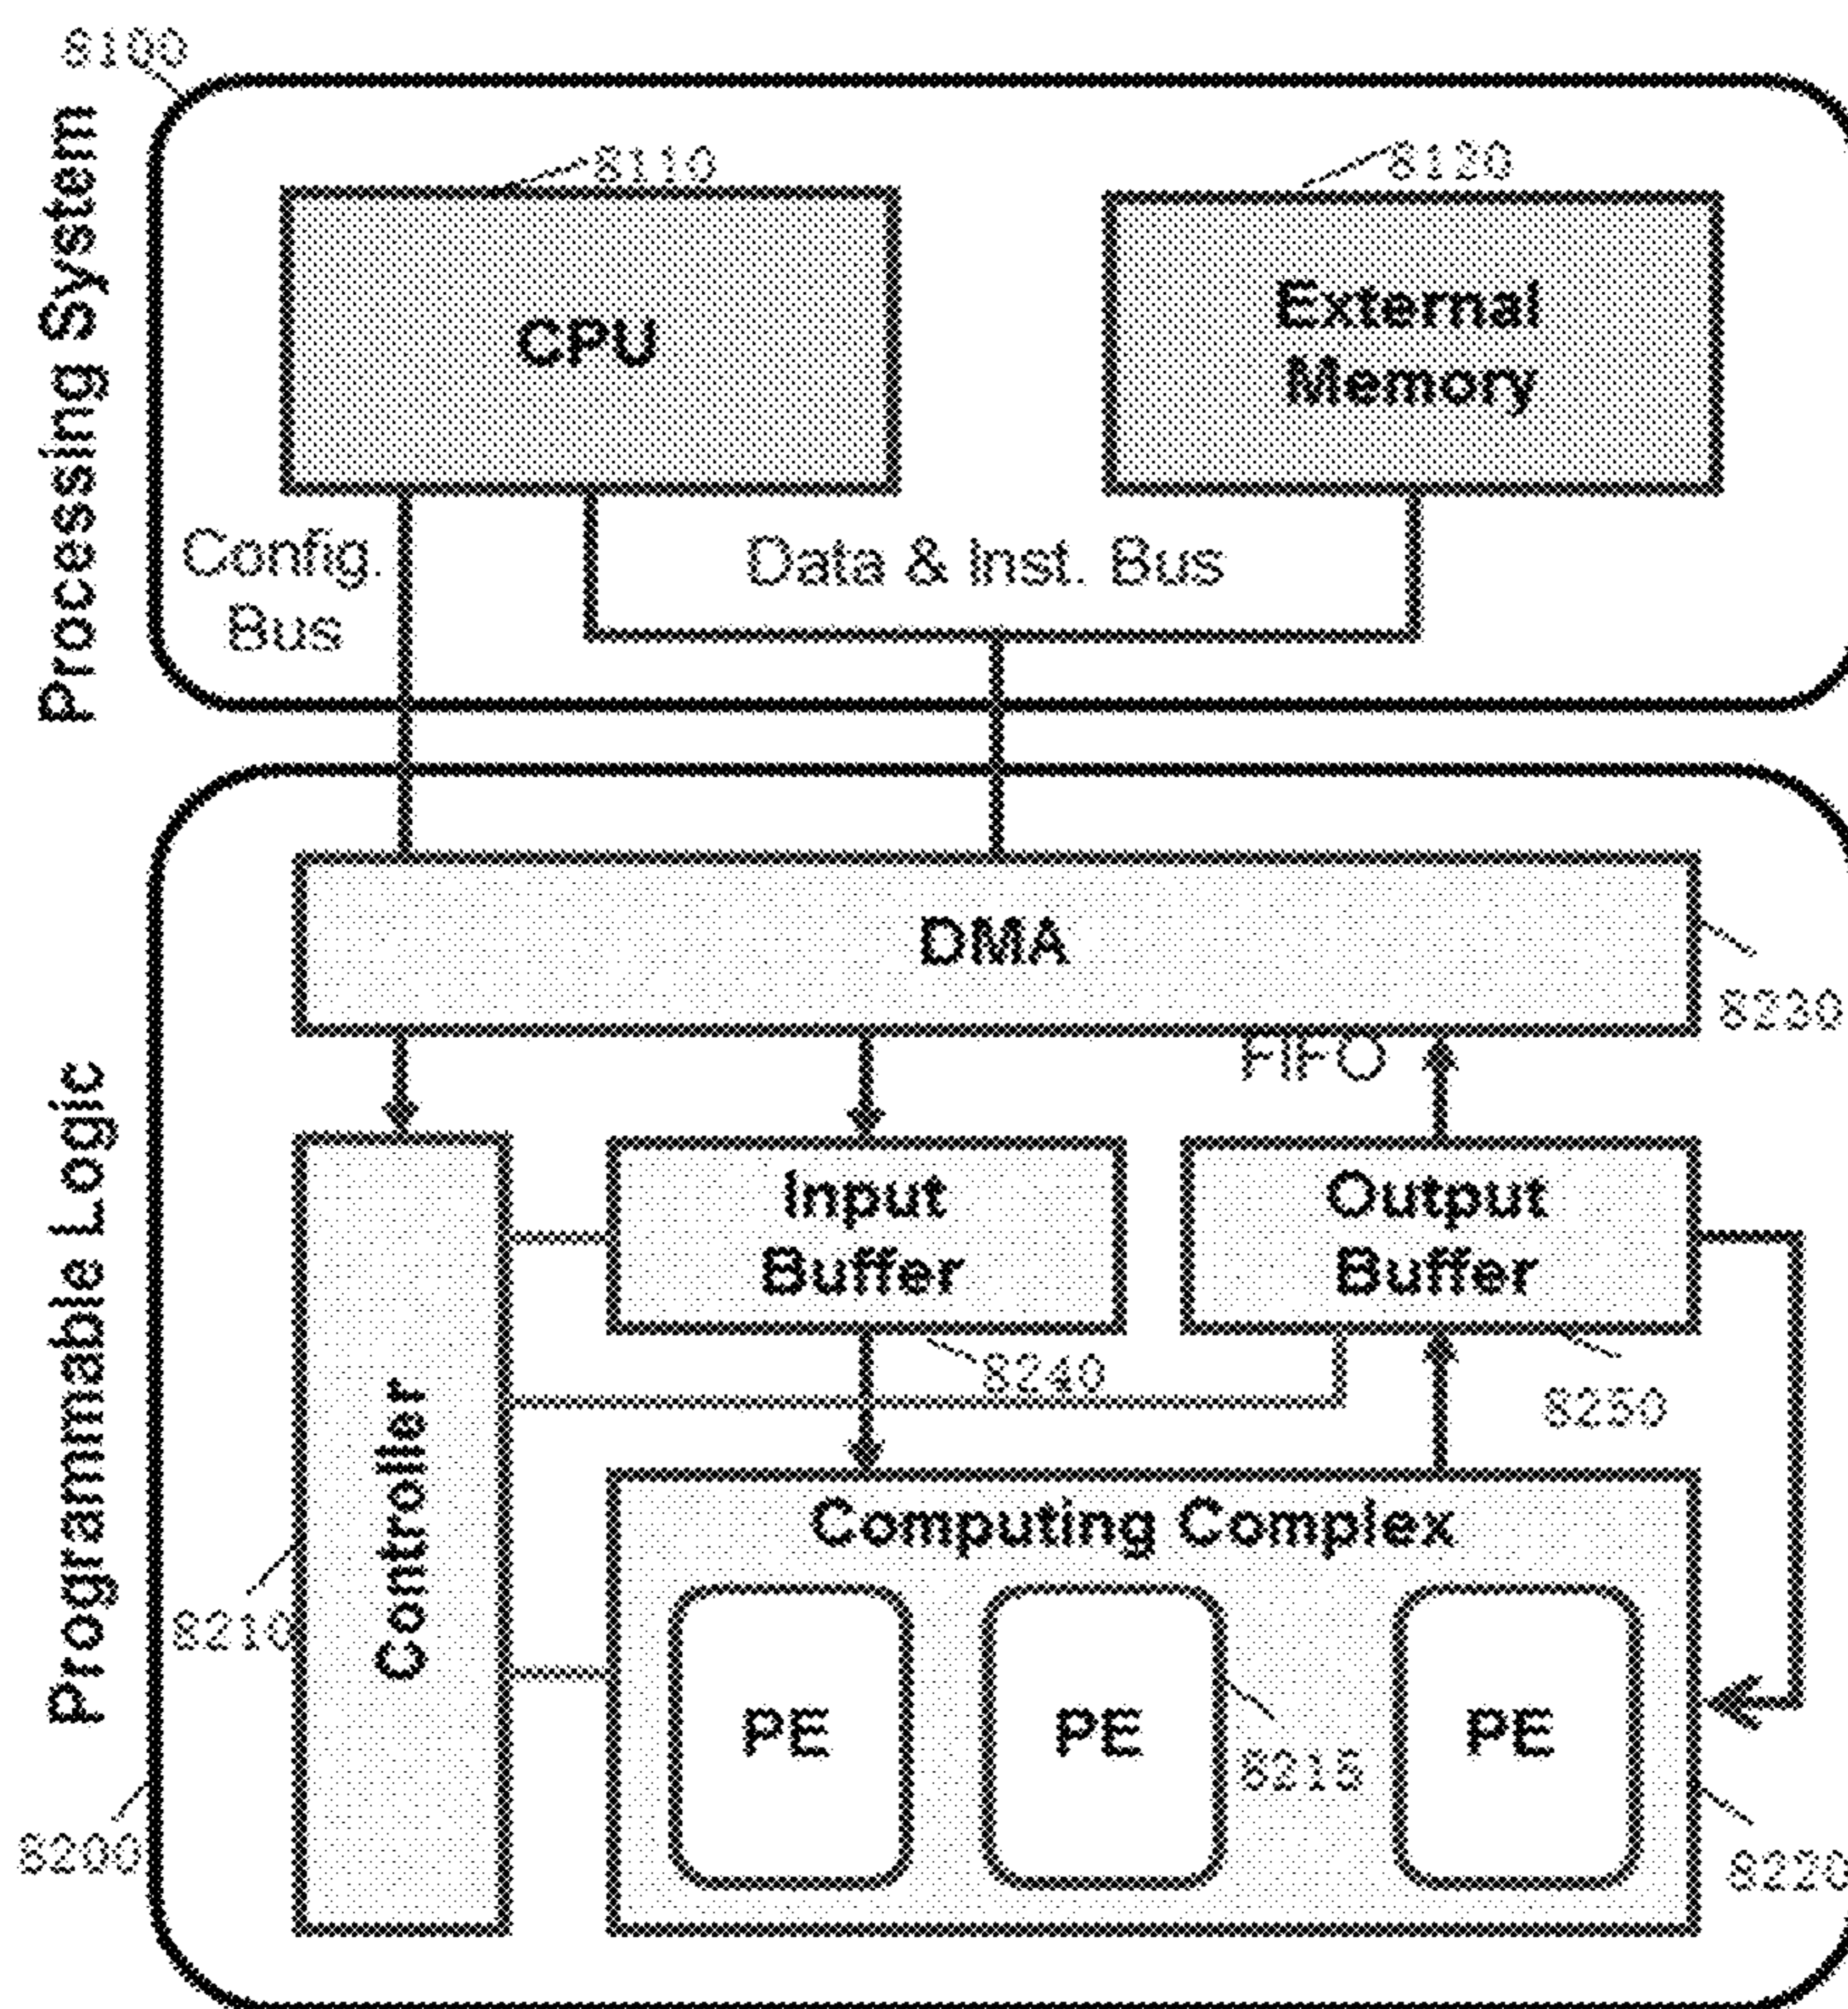 8100
Processing System
8110
8120
CPU
External
Memory
Config.
Bus
Data & Inst. Bus
Programmable Logic
DMA
8230
FIFO
Input
Buffer
Output
Buffer
8240
8250
Controller
Computing Complex
8210
PE
PE
PE
8215
8200
8220